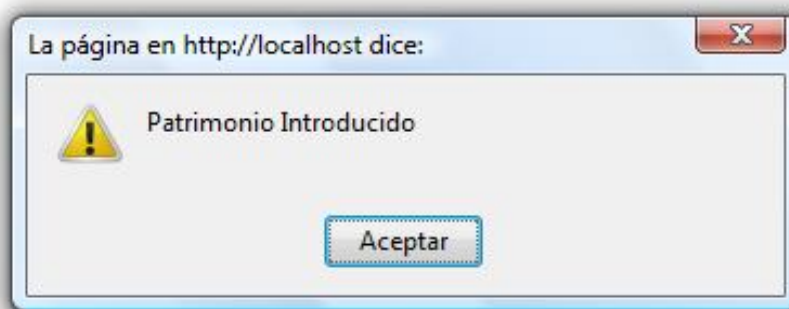 La página en http://localhost dice:
Patrimonio Introducido
Aceptar